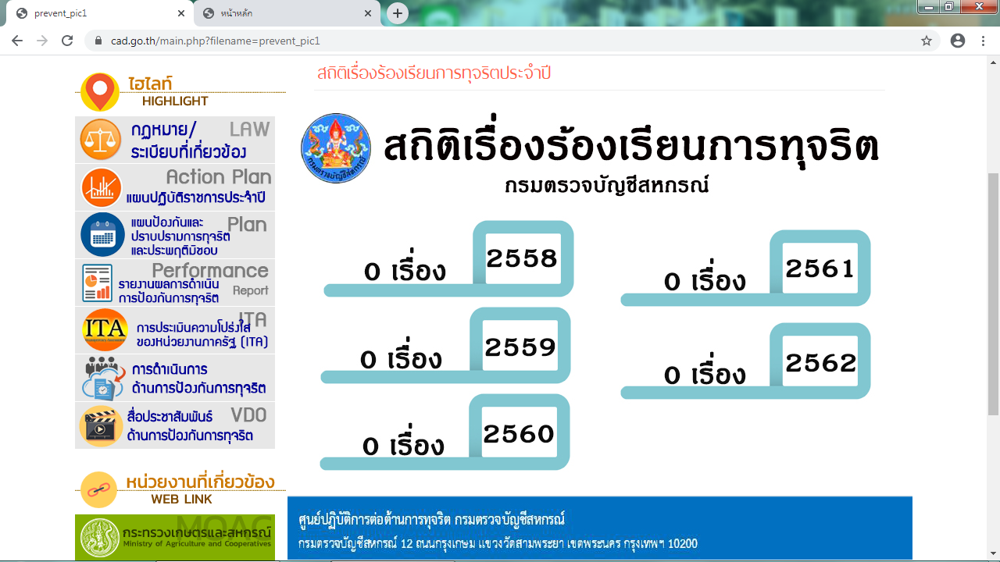 prevent_pic1
หน้าหลัก
cad.go.th/main.php?filename=prevent_pic1
ไฮไลท์
HIGHLIGHT
กฎหมาย/ LAW
ระเบียบที่เกี่ยวข้อง
Action Plan
แผนปฏิบัติราชการประจำปี
แผนป้องกันและ Plan
ปราบปรามการทุจริต
และประพฤติมิชอบ
Performance
รายงานผลการดำเนิน Report
การป้องกันการทุจริต
ITA ITA
การประเมินความโปร่งใส
ของหน่วยงานภาครัฐ (ITA)
การดำเนินการ
ด้านการป้องกันการทุจริต
สื่อประชาสัมพันธ์ VDO
ด้านการป้องกันการทุจริต
หน่วยงานที่เกี่ยวข้อง
WEB LINK
MOAC
กระทรวงเกษตรและสหกรณ์
Ministry of Agriculture and Cooperatives
สถิติเรื่องร้องเรียนการทุจริตประจำปี
กรมตรวจบัญชีสหกรณ์
สถิติเรื่องร้องเรียนการทุจริต
กรมตรวจบัญชีสหกรณ์
0 เรื่อง 2558
0 เรื่อง 2559
0 เรื่อง 2560
0 เรื่อง 2561
0 เรื่อง 2562
ศูนย์ปฏิบัติการต่อต้านการทุจริต กรมตรวจบัญชีสหกรณ์
กรมตรวจบัญชีสหกรณ์ 12 ถนนกรุงเกษม แขวงวัดสามพระยา เขตพระนคร กรุงเทพฯ 10200